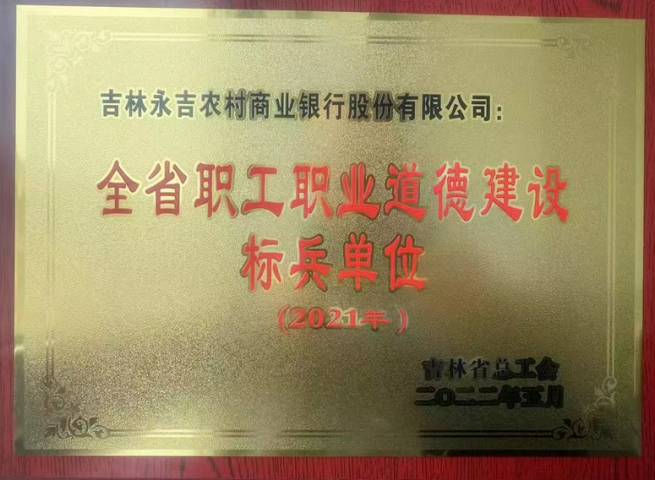 吉林永吉农村商业银行股份有限公司：
全省职工职业道德建设
标兵单位
(2021年)
吉林省总工会
二〇二二年五月